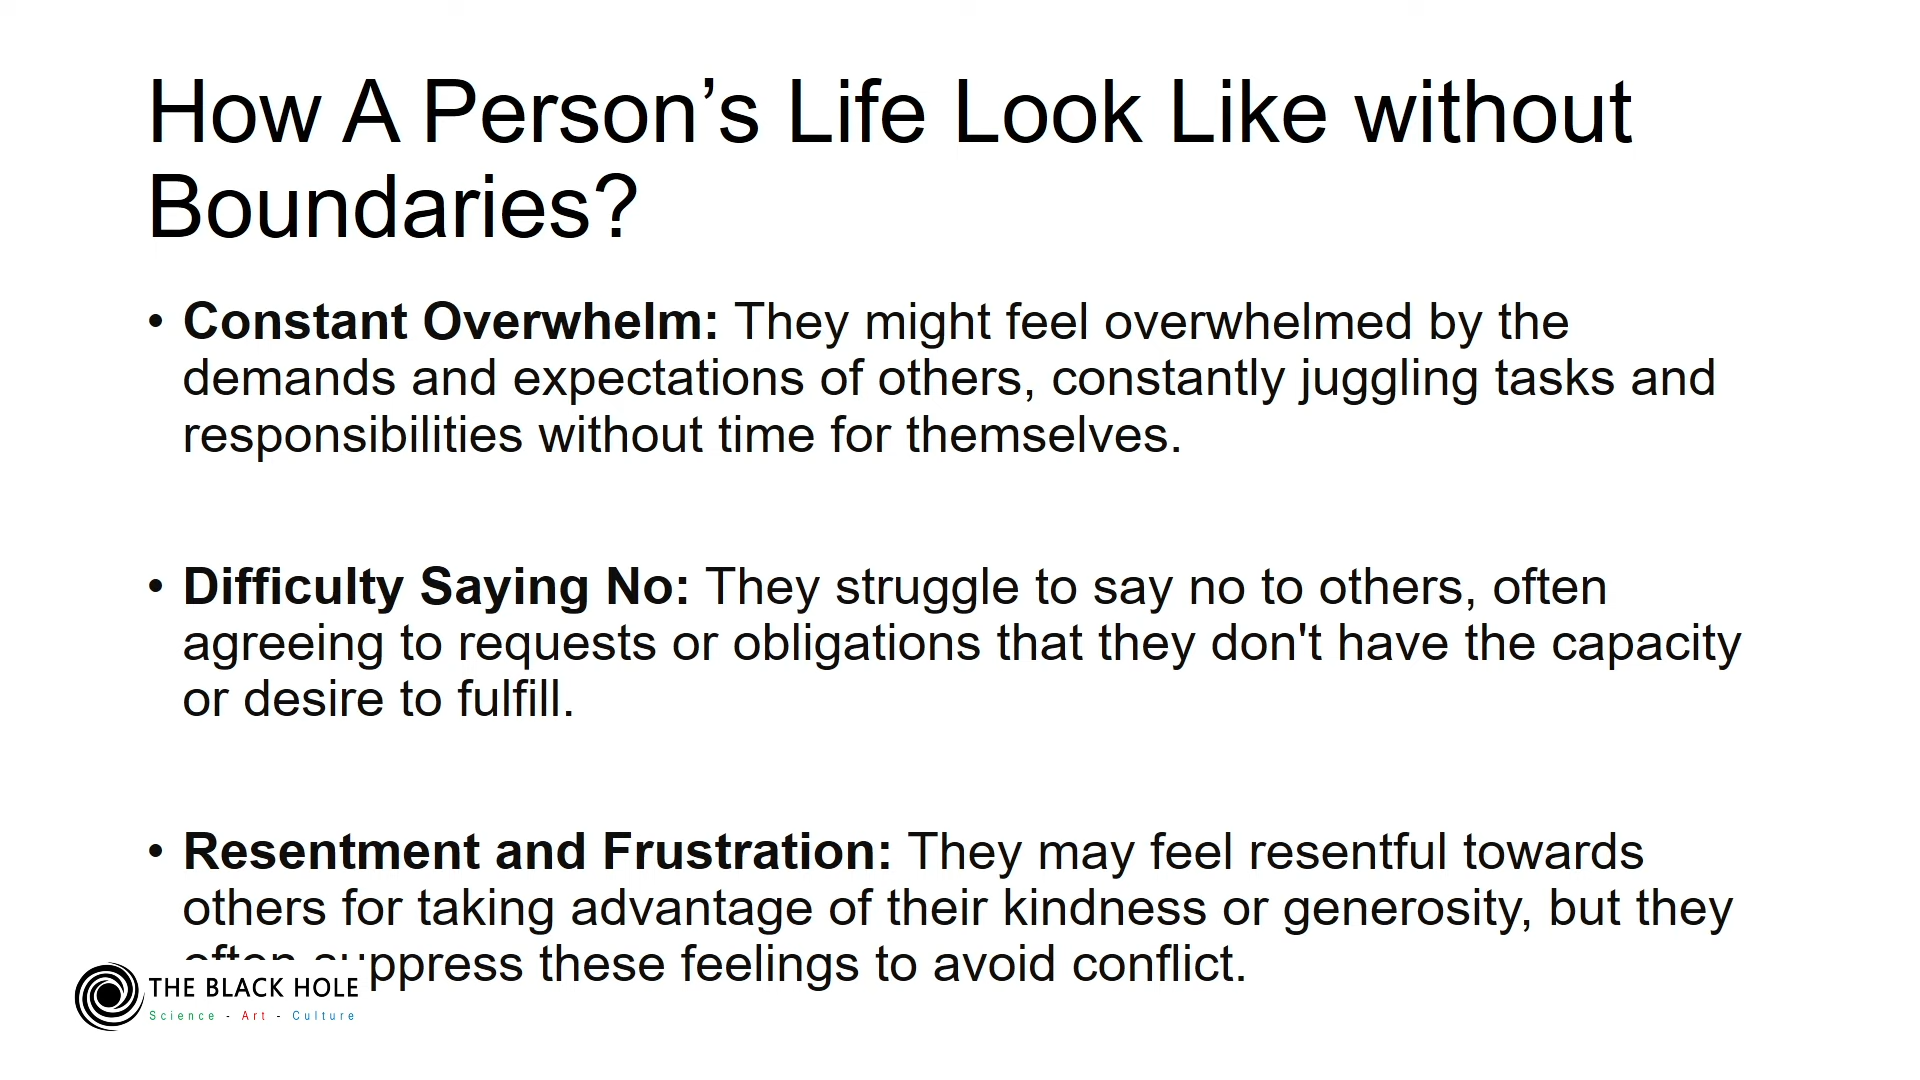 How A Person’s Life Look Like without
Boundaries?
• Constant Overwhelm: They might feel overwhelmed by the
demands and expectations of others, constantly juggling tasks and
responsibilities without time for themselves.
• Difficulty Saying No: They struggle to say no to others, often
agreeing to requests or obligations that they don't have the capacity
or desire to fulfill.
• Resentment and Frustration: They may feel resentful towards
others for taking advantage of their kindness or generosity, but they
often suppress these feelings to avoid conflict.
THE BLACK HOLE
Science - Art - Culture